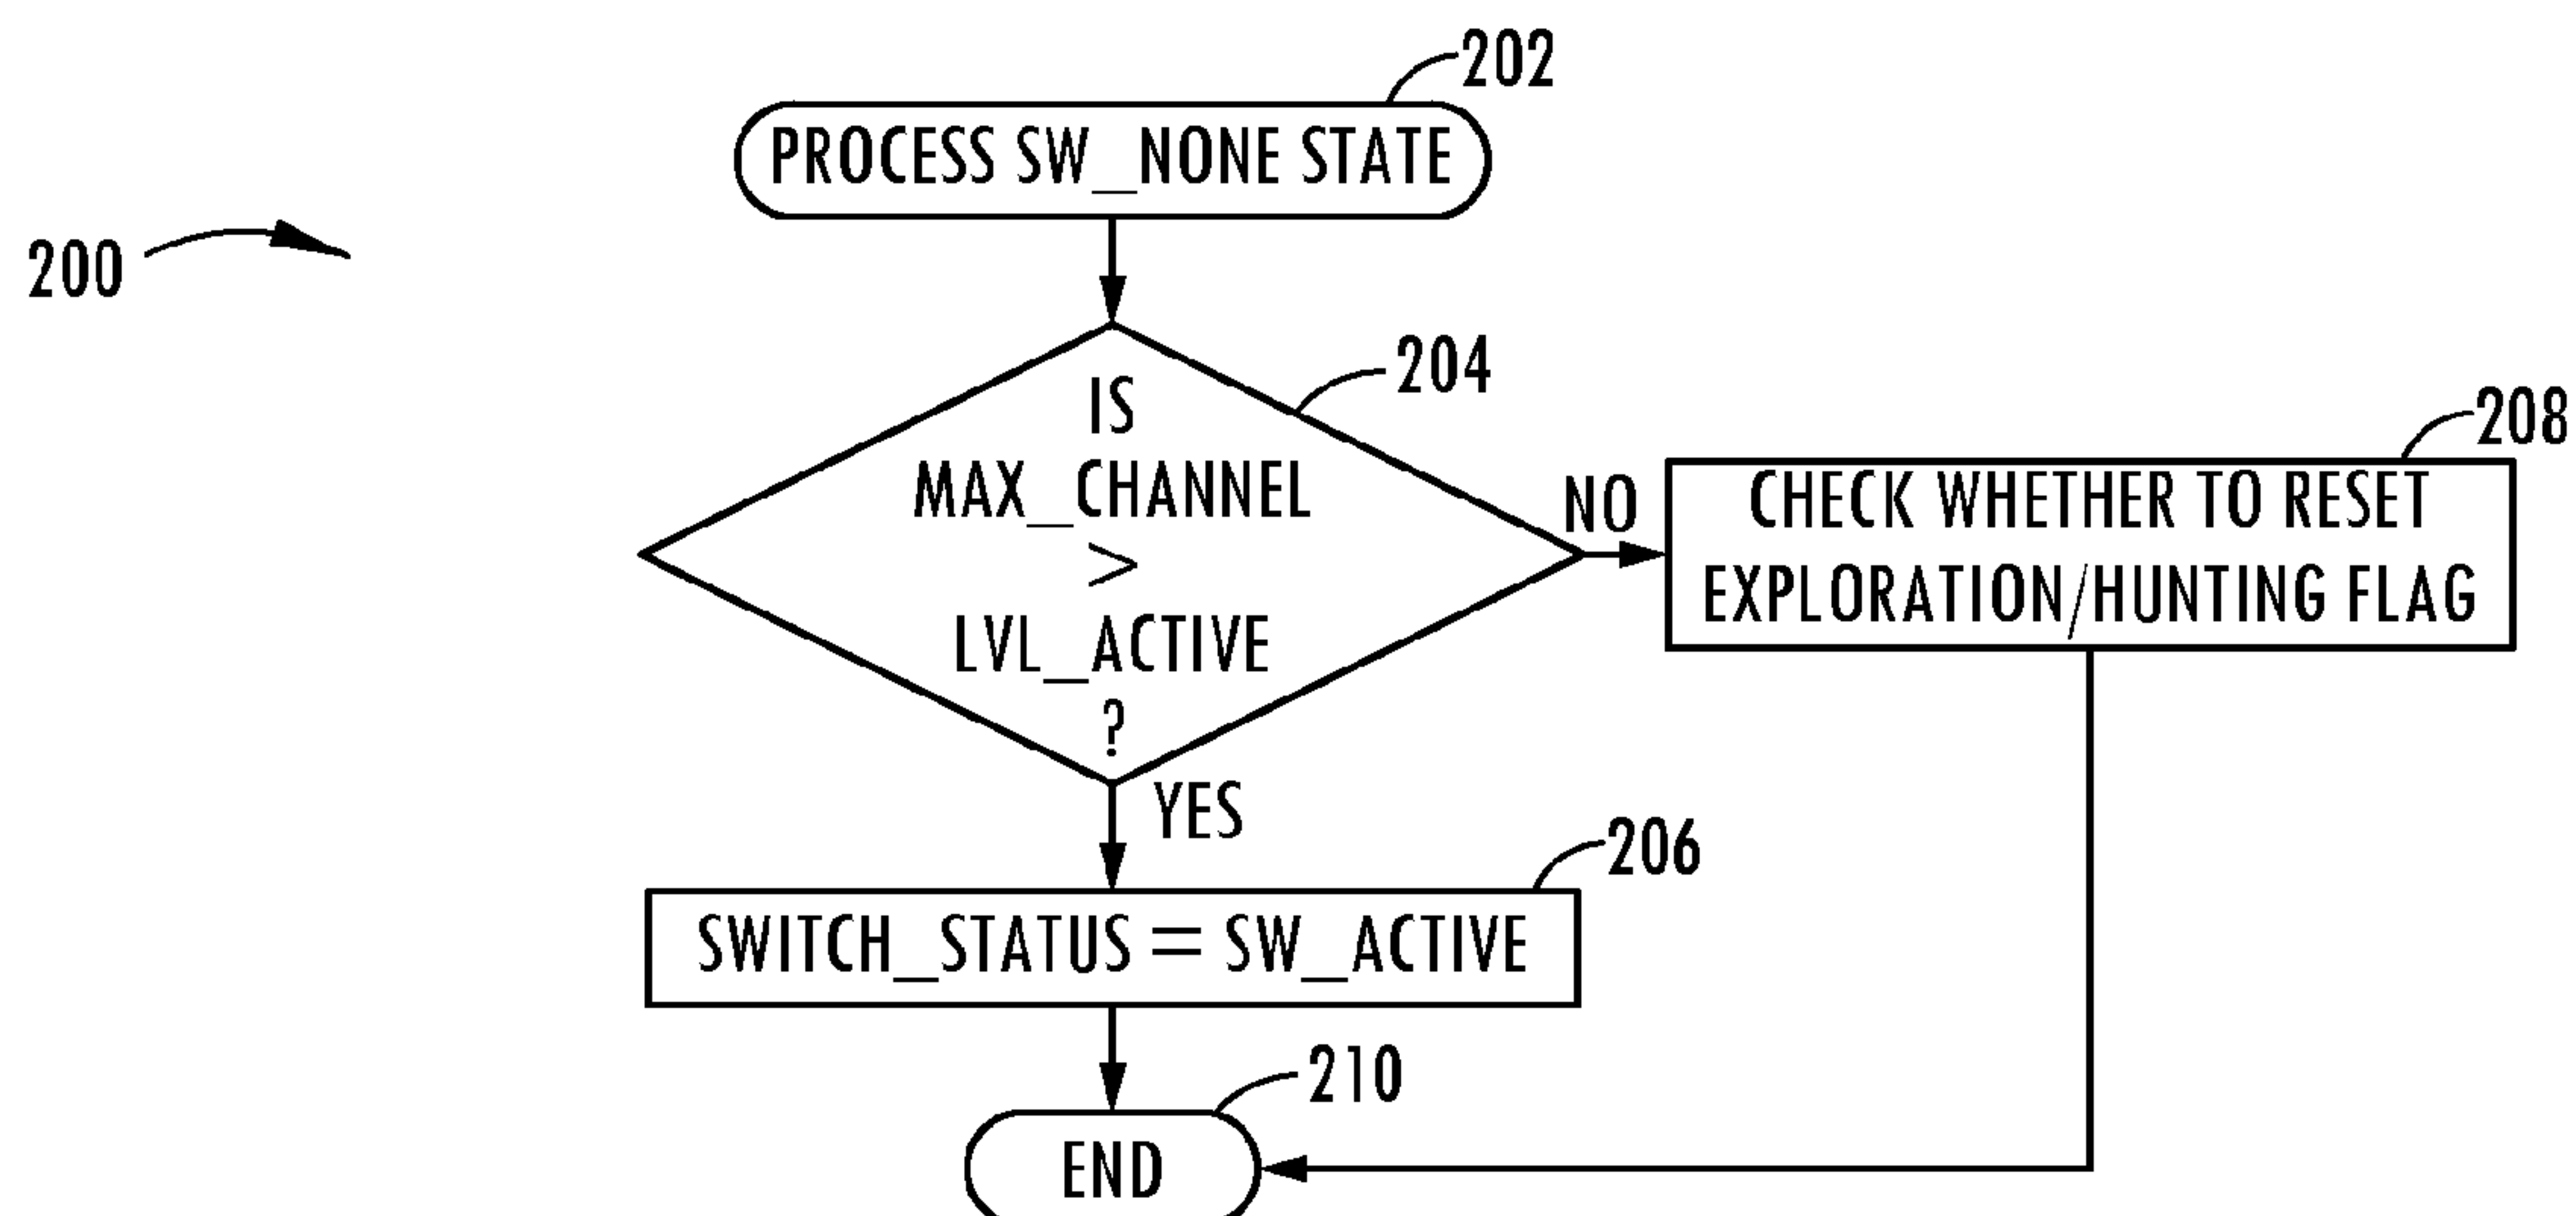 202
PROCESS SW_NONE STATE
200
204
IS
MAX_CHANNEL
>
LVL_ACTIVE
?
NO
208
CHECK WHETHER TO RESET
EXPLORATION/HUNTING FLAG
YES
206
SWITCH_STATUS = SW_ACTIVE
210
END